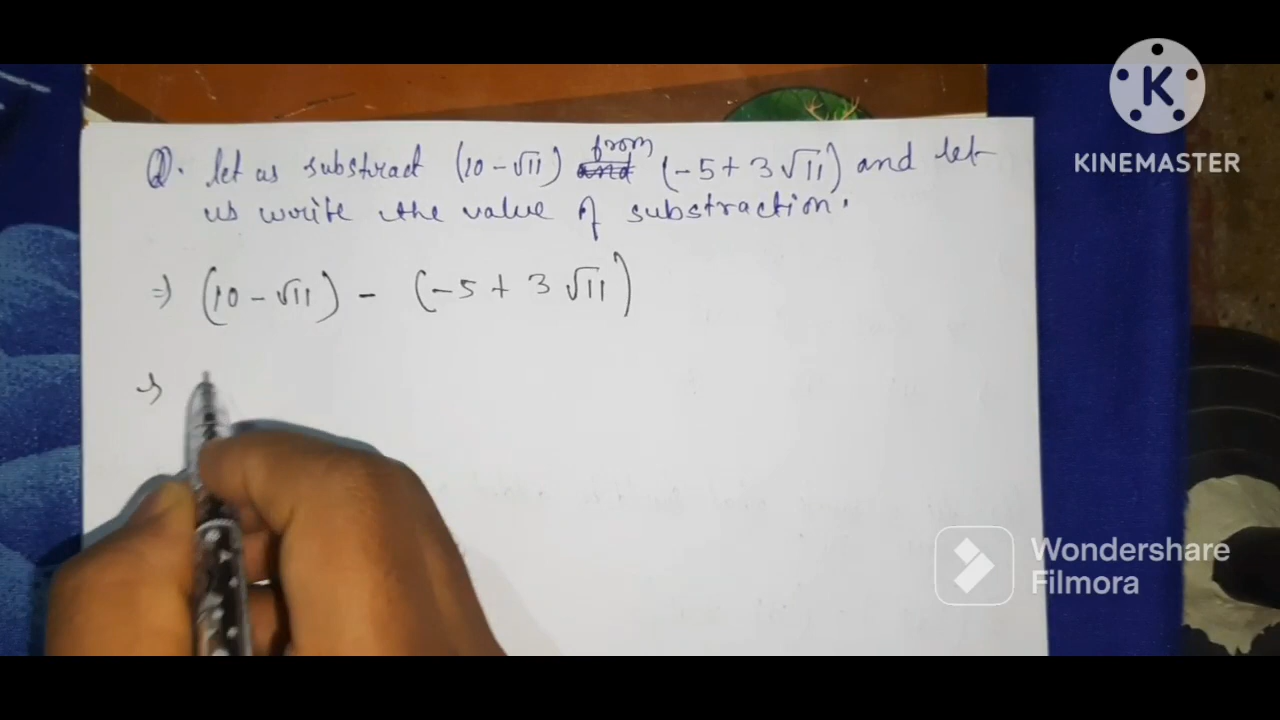 Q. let us substract (10-√11) from (-5+3√11) and let
us write the value of substraction.
⇒) (10-√11) - (-5+3√11)
K
KINEMASTER
Wondershare
Filmora